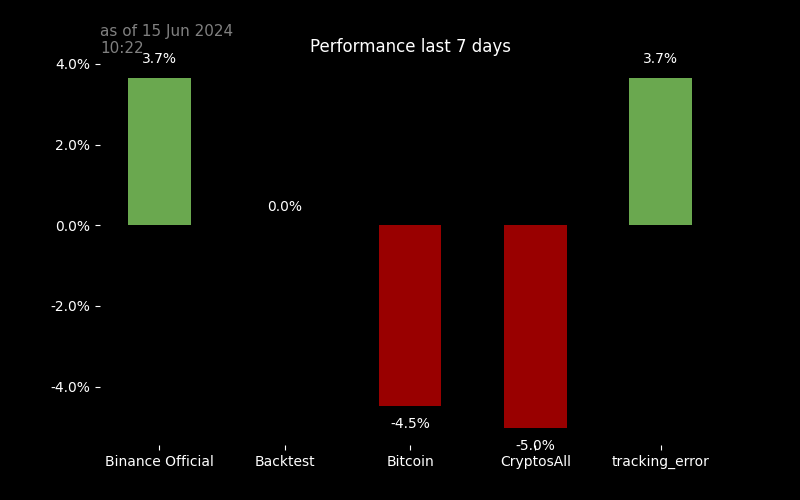 as of 15 Jun 2024
10:22
Performance last 7 days
4.0%
2.0%
0.0%
-2.0%
-4.0%
3.7%
0.0%
-4.5%
-5.0%
3.7%
Binance Official
Backtest
Bitcoin
CryptosAll
tracking_error